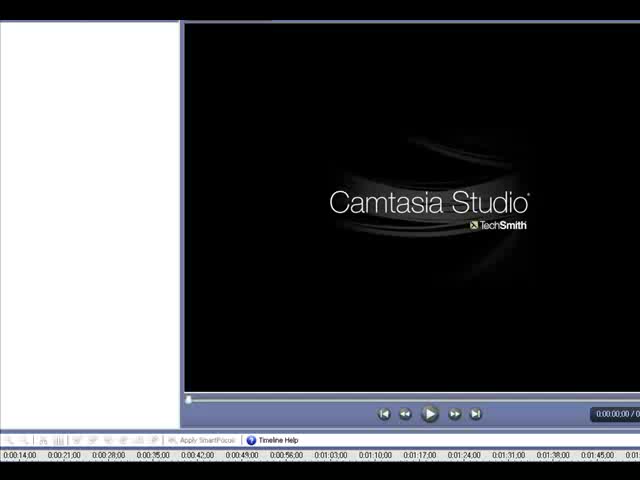 Camtasia Studio®
TechSmith
0:00:00;00 / 0
Apply SmartFocus Timeline Help
0:00:14;00 0:00:21;00 0:00:28;00 0:00:35;00 0:00:42;00 0:00:49;00 0:00:56;00 0:01:03;00 0:01:10;00 0:01:17;00 0:01:24;00 0:01:31;00 0:01:38;00 0:01:45;00 0:01: